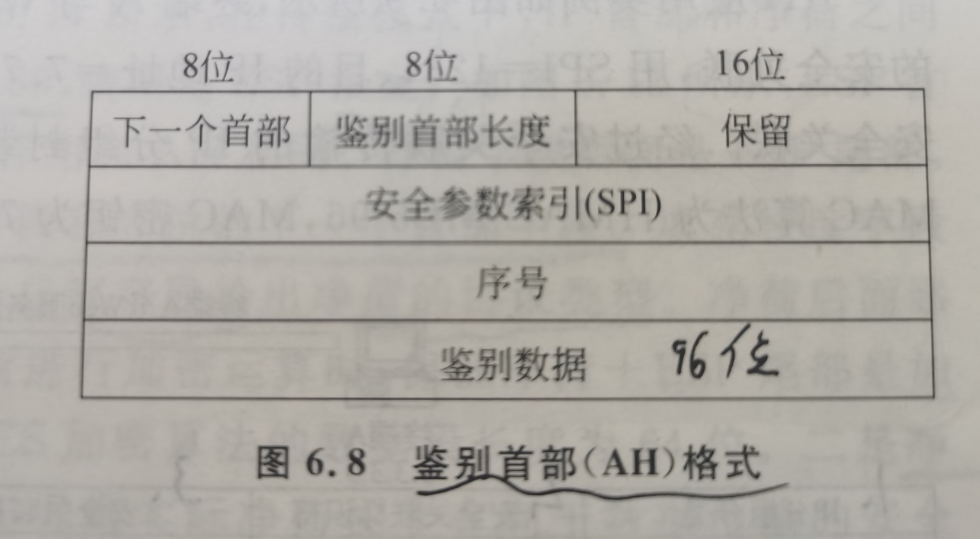 8位 8位 16位
下一个首部 鉴别首部长度 保留
安全参数索引(SPI)
序号
鉴别数据 96位
图 6.8 鉴别首部(AH)格式